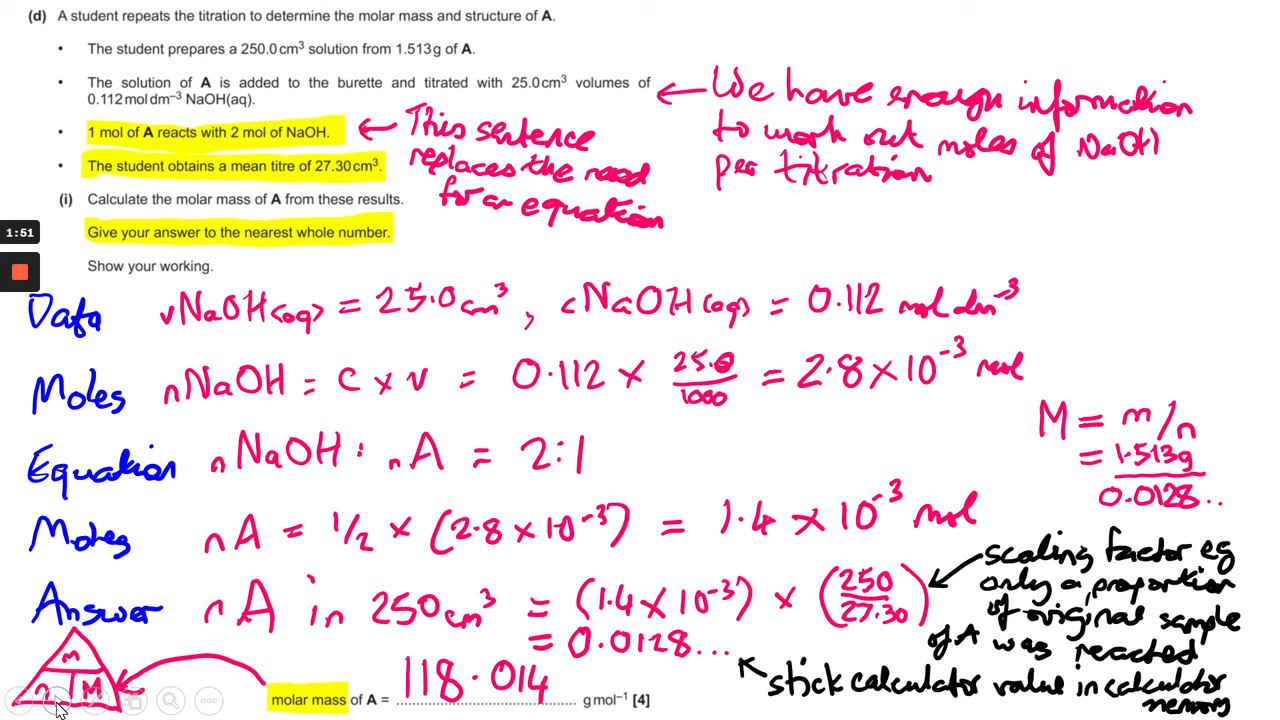 (d) A student repeats the titration to determine the molar mass and structure of A.
• The student prepares a 250.0 cm³ solution from 1.513 g of A.
• The solution of A is added to the burette and titrated with 25.0 cm³ volumes of
0.112 mol dm⁻³ NaOH(aq).
• 1 mol of A reacts with 2 mol of NaOH.
• The student obtains a mean titre of 27.30 cm³.
(i) Calculate the molar mass of A from these results.
Give your answer to the nearest whole number.
Show your working.
← We have enough information
to work out moles of NaOH
per titration
← This sentence
replaces the need
for an equation
1:51
Data vNaOH(aq) = 25.0 cm³, cNaOH(aq) = 0.112 mol dm⁻³
Moles nNaOH = c × v = 0.112 × 25.0/1000 = 2.8 × 10⁻³ mol
Equation nNaOH : nA = 2:1
Moles nA = 1/2 × (2.8 × 10⁻³) = 1.4 × 10⁻³ mol
Answer nA in 250 cm³ = (1.4 × 10⁻³) × (250/27.30)
= 0.0128...
M = m/n
= 1.513g
0.0128...
scaling factor eg
only a proportion
of original sample
of A was reacted
stick calculator value in calculator
memory
m
n M
molar mass of A = 118.014 g mol⁻¹ [4]